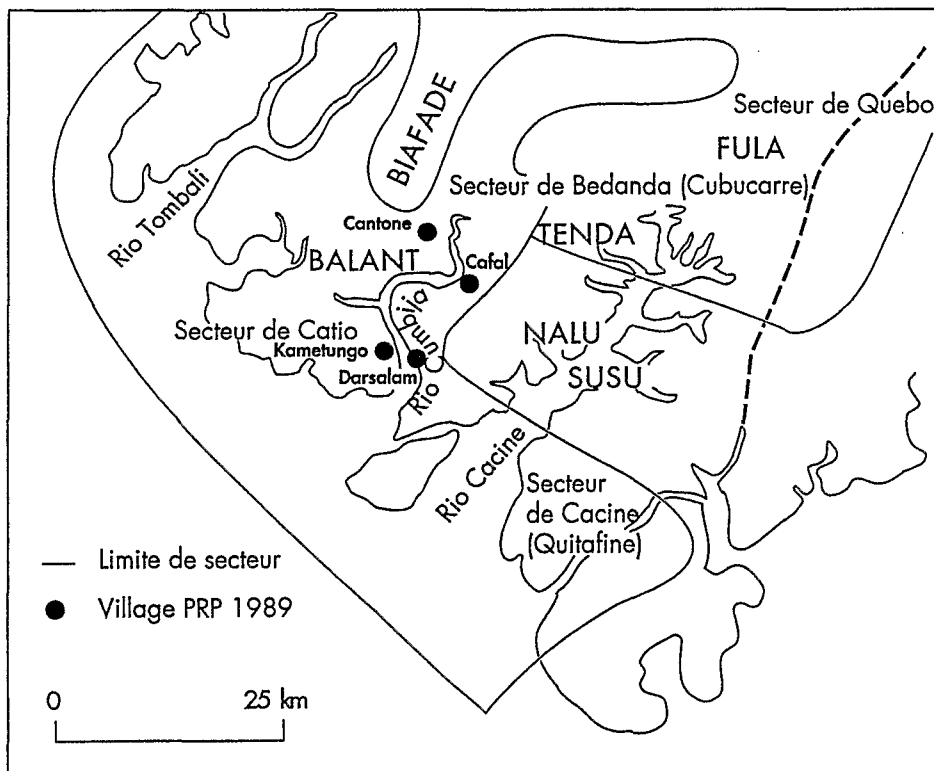 Secteur de Quebo
FULA
BIAFADE
Secteur de Bedanda (Cubucarre)
Rio Tombali
Cantone
TENDA
BALANT
Cafal
Rio Cumbija
Secteur de Catio
NALU
Kametungo
SUSU
Darsalam
Rio Cacine
Secteur
de Cacine
(Quitafine)
— Limite de secteur
● Village PRP 1989
0 25 km